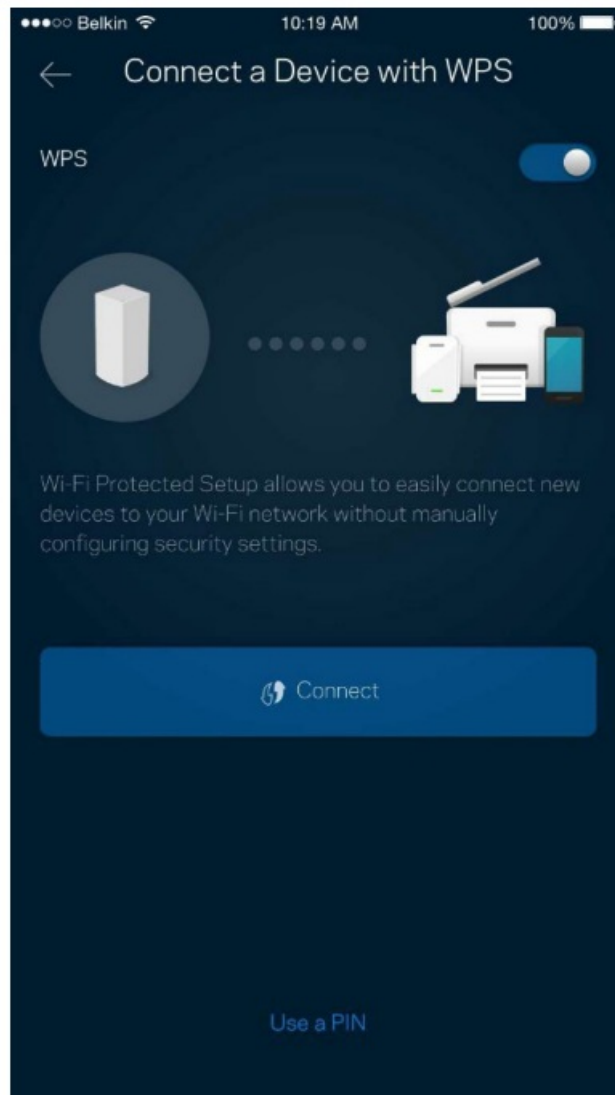 Belkin 10:19 AM 100%
Connect a Device with WPS
WPS
Wi-Fi Protected Setup allows you to easily connect new
devices to your Wi-Fi network without manually
configuring security settings.
Connect
Use a PIN